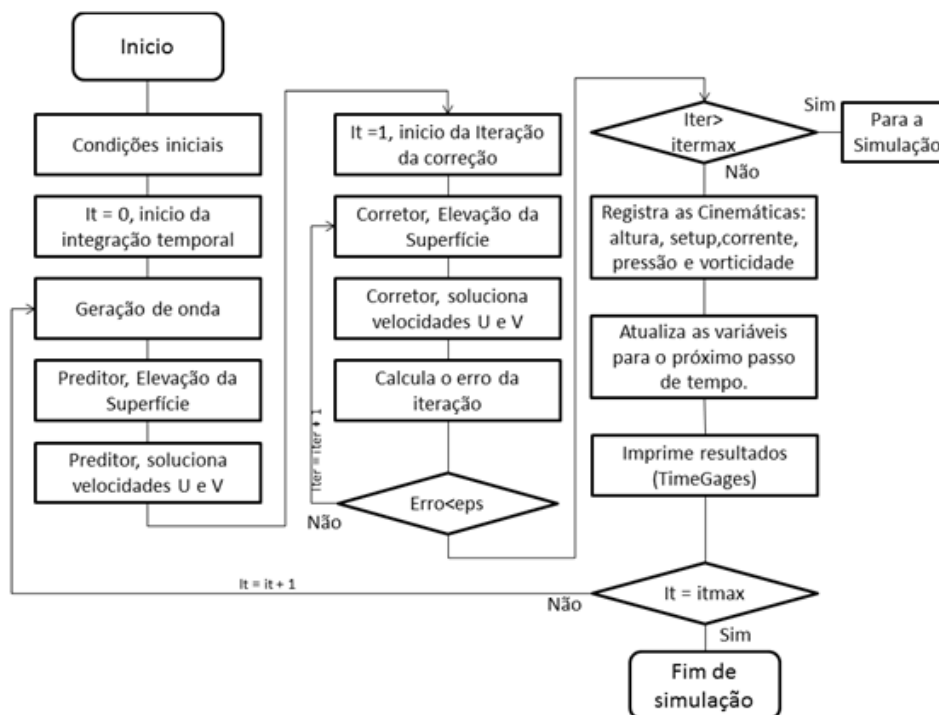 Inicio
Condições iniciais
It = 0, inicio da
integração temporal
Geração de onda
Preditor, Elevação da
Superfície
Preditor, soluciona
velocidades U e V
It =1, inicio da Iteração
da correção
Corretor, Elevação da
Superfície
Corretor, soluciona
velocidades U e V
Calcula o erro da
iteração
Iter = iter + 1
Erro<eps
Não
Iter>
itermax
Sim
Para a
Simulação
Não
Registra as Cinemáticas:
altura, setup,corrente,
pressão e vorticidade
Atualiza as variáveis
para o próximo passo
de tempo.
Imprime resultados
(TimeGages)
It = itmax
Não
It = it + 1
Sim
Fim de
simulação